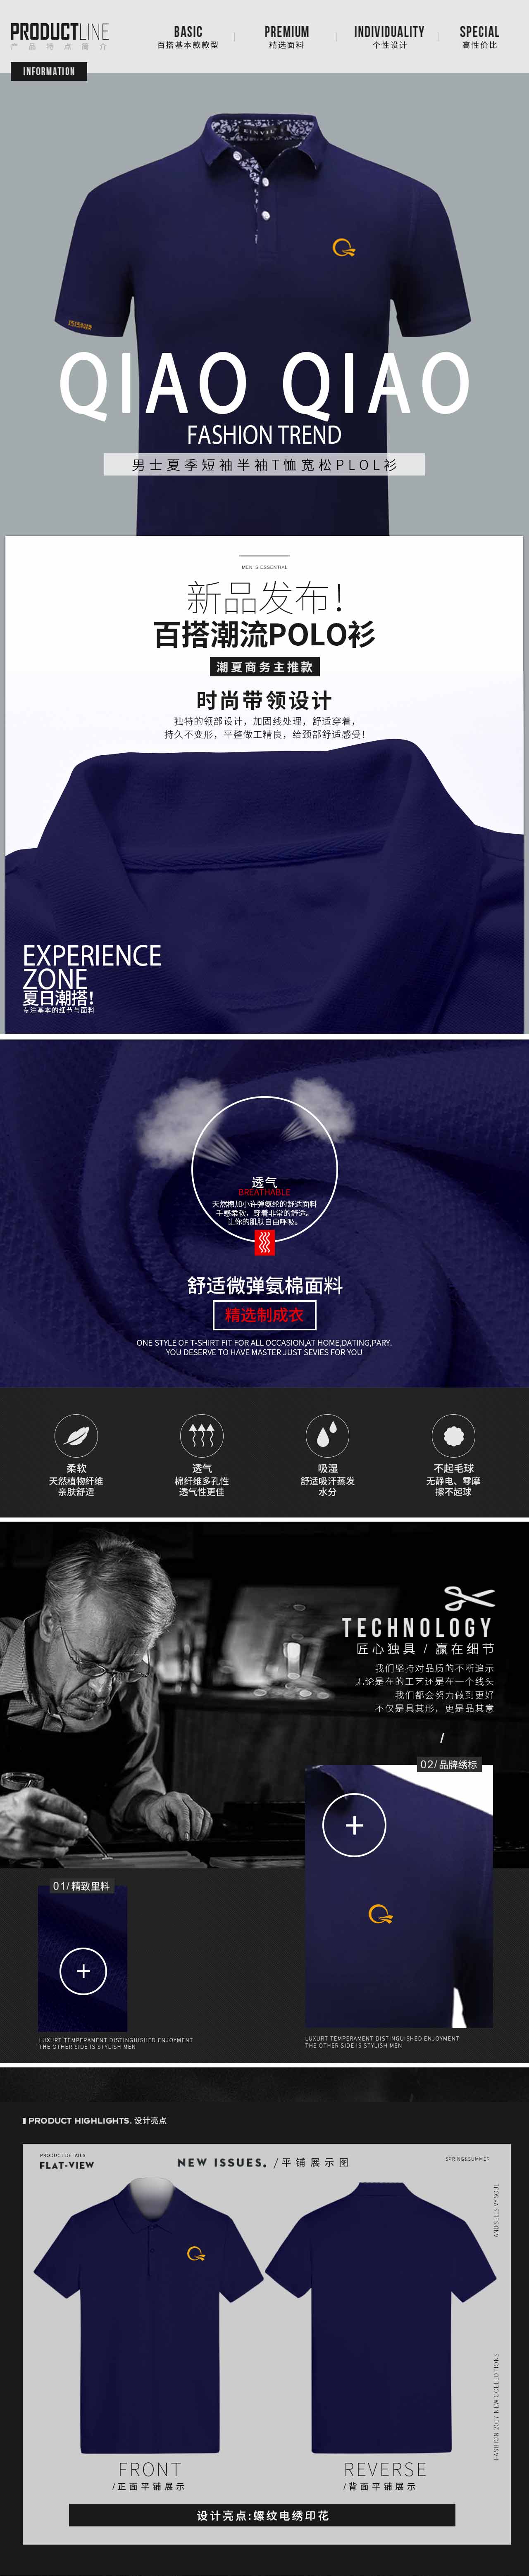 PRODUCTLINE
产品特点简介
INFORMATION
BASIC
百搭基本款款型
PREMIUM
精选面料
INDIVIDUALITY
个性设计
SPECIAL
高性价比
QIAO QIAO
FASHION TREND
男士夏季短袖半袖T恤宽松PLOL衫
MEN'S ESSENTIAL
新品发布!
百搭潮流POLO衫
潮夏商务主推款
时尚带领设计
独特的领部设计，加固线处理，舒适穿着，
持久不变形，平整做工精良，给颈部舒适感受!
EXPERIENCE
ZONE
夏日潮搭!
专注基本的细节与面料
透气
BREATHABLE
天然棉加小许弹氨纶的舒适面料
手感柔软，穿着非常的舒适。
让你的肌肤自由呼吸。
舒适微弹氨棉面料
精选制成衣
ONE STYLE OF T-SHIRT FIT FOR ALL OCCASION,AT HOME,DATING,PARY.
YOU DESERVE TO HAVE MASTER JUST SEVIES FOR YOU
柔软
天然植物纤维
亲肤舒适
透气
棉纤维多孔性
透气性更佳
吸湿
舒适吸汗蒸发
水分
不起毛球
无静电、零摩
擦不起球
TECHNOLOGY
匠心独具 / 赢在细节
我们坚持对品质的不断追示
无论是在的工艺还是在一个线头
我们都会努力做到更好
不仅是具其形，更是品其意
/
02/品牌绣标
01/精致里料
LUXURT TEMPERAMENT DISTINGUISHED ENJOYMENT
THE OTHER SIDE IS STYLISH MEN
LUXURT TEMPERAMENT DISTINGUISHED ENJOYMENT
THE OTHER SIDE IS STYLISH MEN
PRODUCT HIGHLIGHTS. 设计亮点
PRODUCT DETAILS
FLAT-VIEW
NEW ISSUES. /平铺展示图
SPRING&SUMMER
AND SELLS MY SOUL
FASHION 2017 NEW COLLEDTIONS
FRONT
/正面平铺展示
REVERSE
/背面平铺展示
设计亮点:螺纹电绣印花